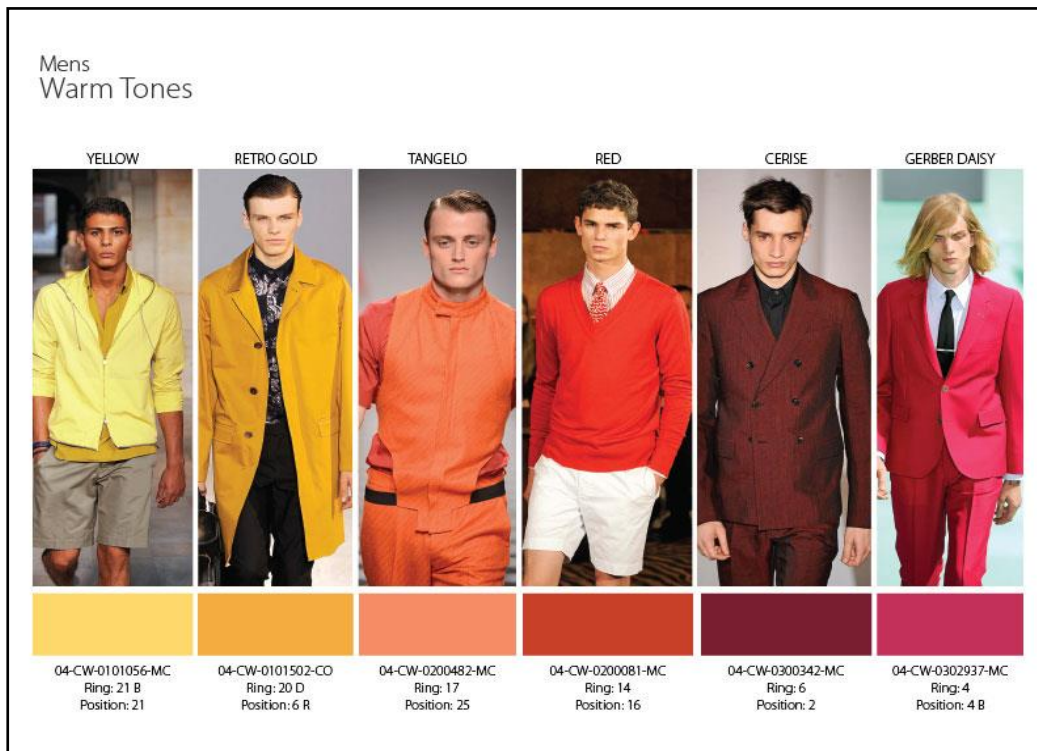 Mens
Warm Tones
YELLOW
RETRO GOLD
TANGELO
RED
CERISE
GERBER DAISY
04-CW-0101056-MC
Ring: 21 B
Position: 21
04-CW-0101502-CO
Ring: 20 D
Position: 6 R
04-CW-0200482-MC
Ring: 17
Position: 25
04-CW-0200081-MC
Ring: 14
Position: 16
04-CW-0300342-MC
Ring: 6
Position: 2
04-CW-0302937-MC
Ring: 4
Position: 4 B